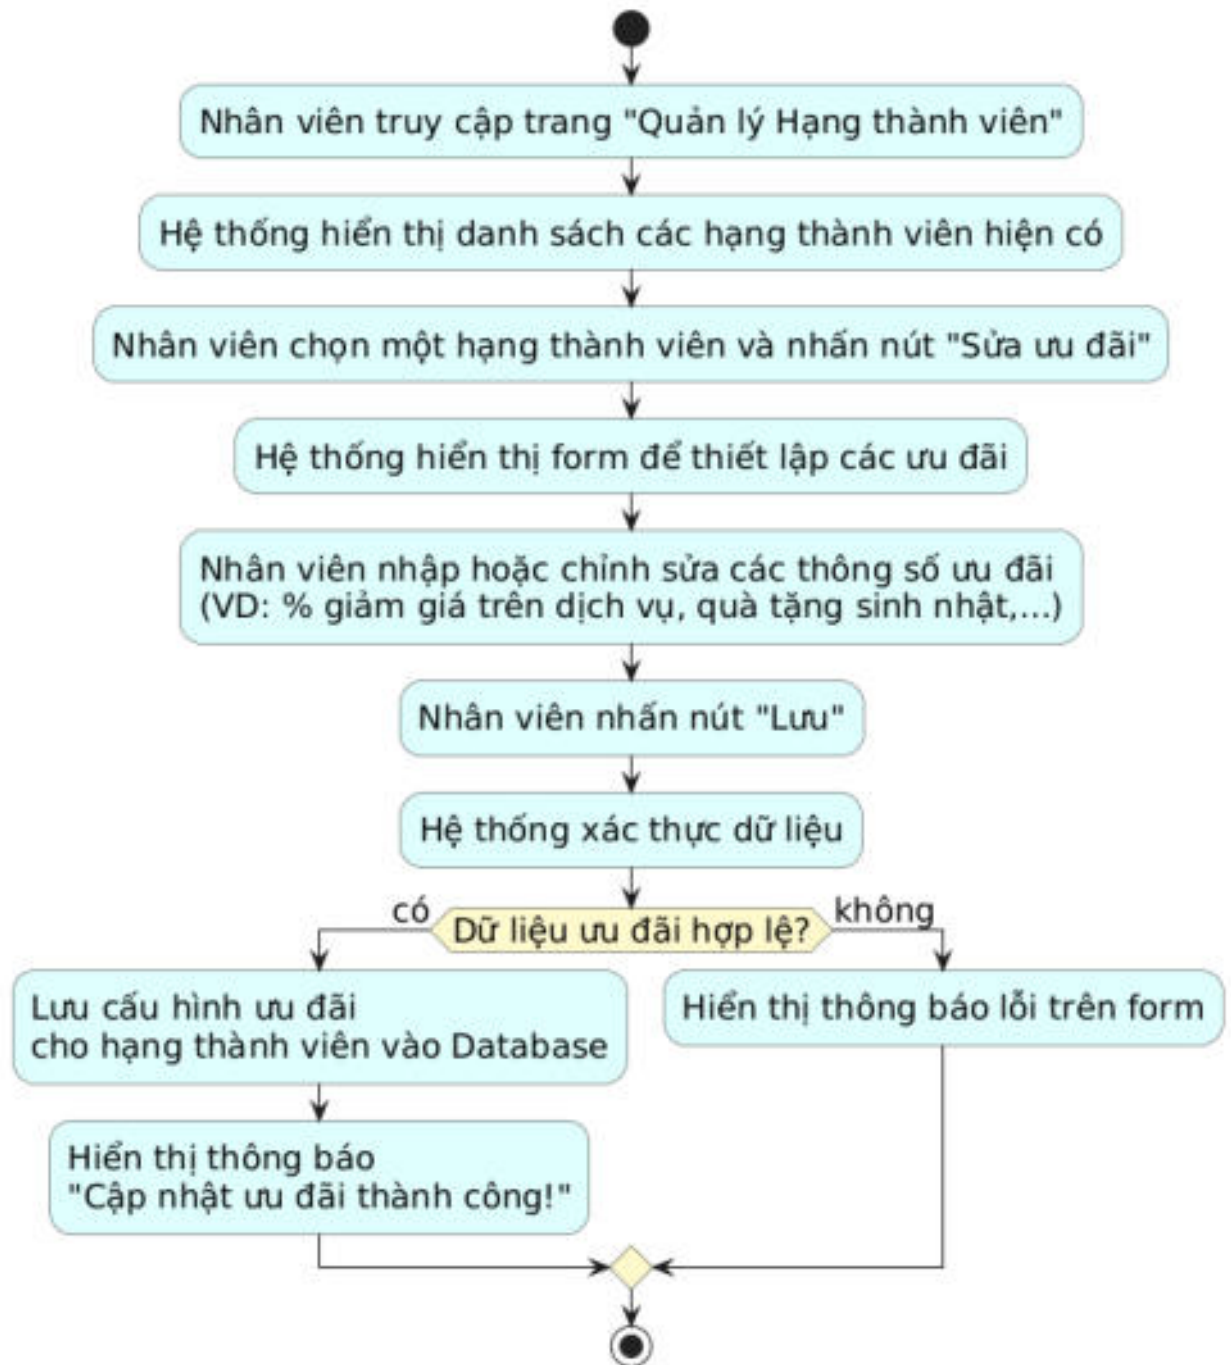 Nhân viên truy cập trang "Quản lý Hạng thành viên"
Hệ thống hiển thị danh sách các hạng thành viên hiện có
Nhân viên chọn một hạng thành viên và nhấn nút "Sửa ưu đãi"
Hệ thống hiển thị form để thiết lập các ưu đãi
Nhân viên nhập hoặc chỉnh sửa các thông số ưu đãi
(VD: % giảm giá trên dịch vụ, quà tặng sinh nhật,...)
Nhân viên nhấn nút "Lưu"
Hệ thống xác thực dữ liệu
có
Dữ liệu ưu đãi hợp lệ?
không
Lưu cấu hình ưu đãi
cho hạng thành viên vào Database
Hiển thị thông báo lỗi trên form
Hiển thị thông báo
"Cập nhật ưu đãi thành công!"